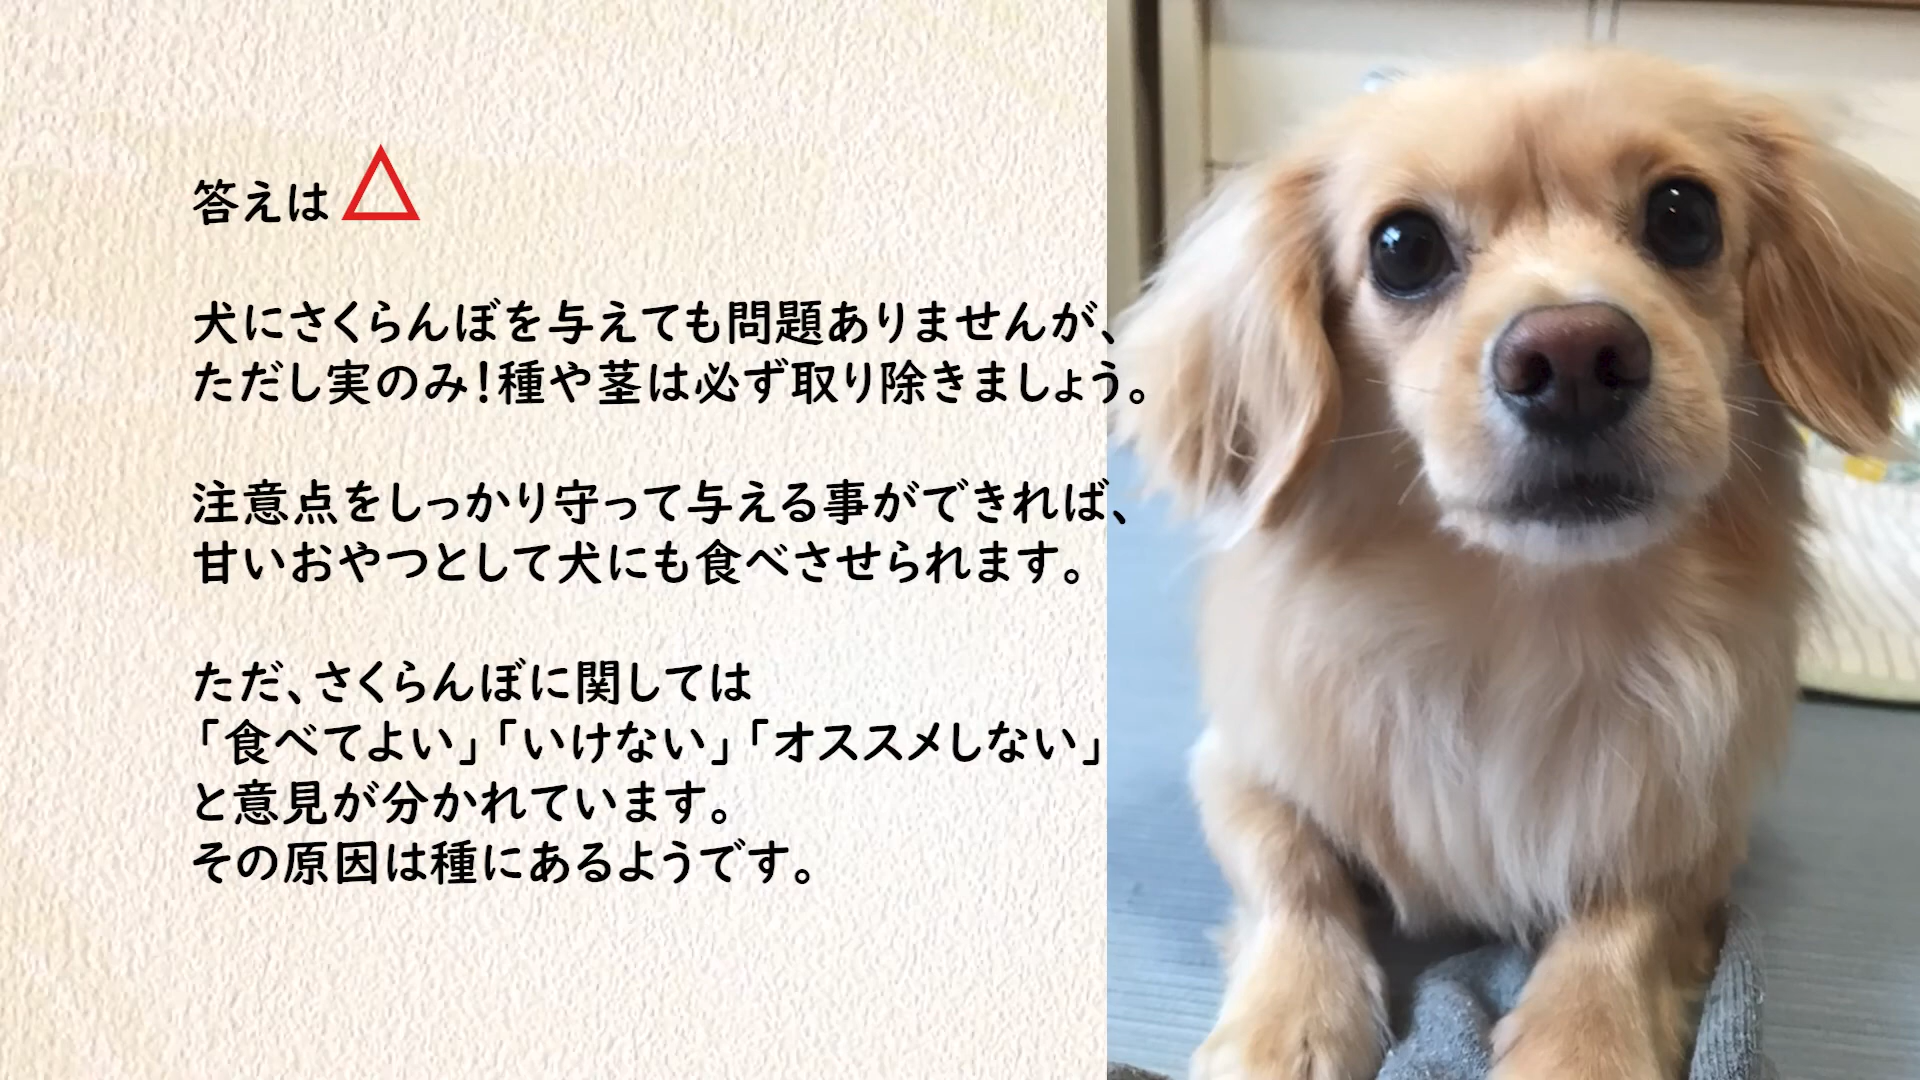 答えは△
犬にさくらんぼを与えても問題ありませんが、
ただし実のみ！種や茎は必ず取り除きましょう。
注意点をしっかり守って与える事ができれば、
甘いおやつとして犬にも食べさせられます。
ただ、さくらんぼに関しては
「食べてよい」「いけない」「オススメしない」
と意見が分かれています。
その原因は種にあるようです。